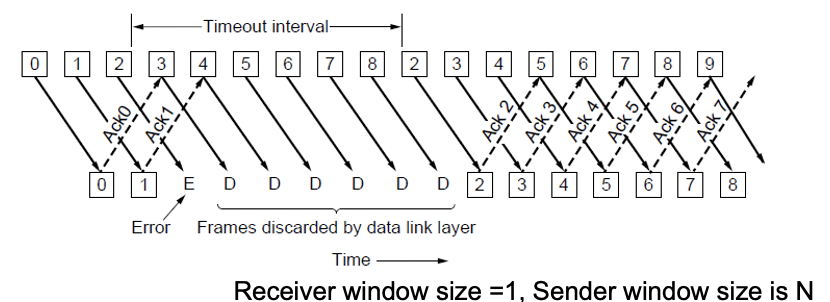 Timeout interval
0 1 2 3 4 5 6 7 8 2 3 4 5 6 7 8 9
Ack0 Ack1 Ack 2 Ack 3 Ack 4 Ack 5 Ack 6 Ack 7
0 1 E D D D D D D 2 3 4 5 6 7 8
Error Frames discarded by data link layer
Time
Receiver window size =1, Sender window size is N